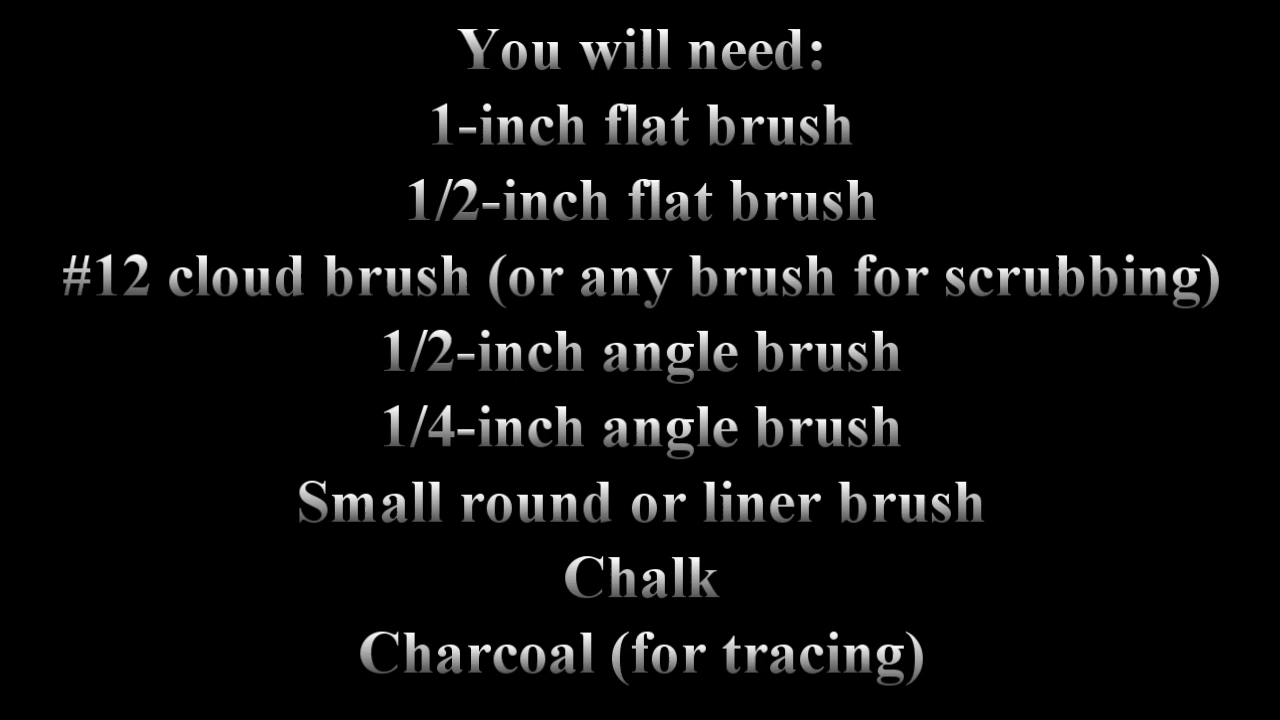 You will need:
1-inch flat brush
1/2-inch flat brush
#12 cloud brush (or any brush for scrubbing)
1/2-inch angle brush
1/4-inch angle brush
Small round or liner brush
Chalk
Charcoal (for tracing)